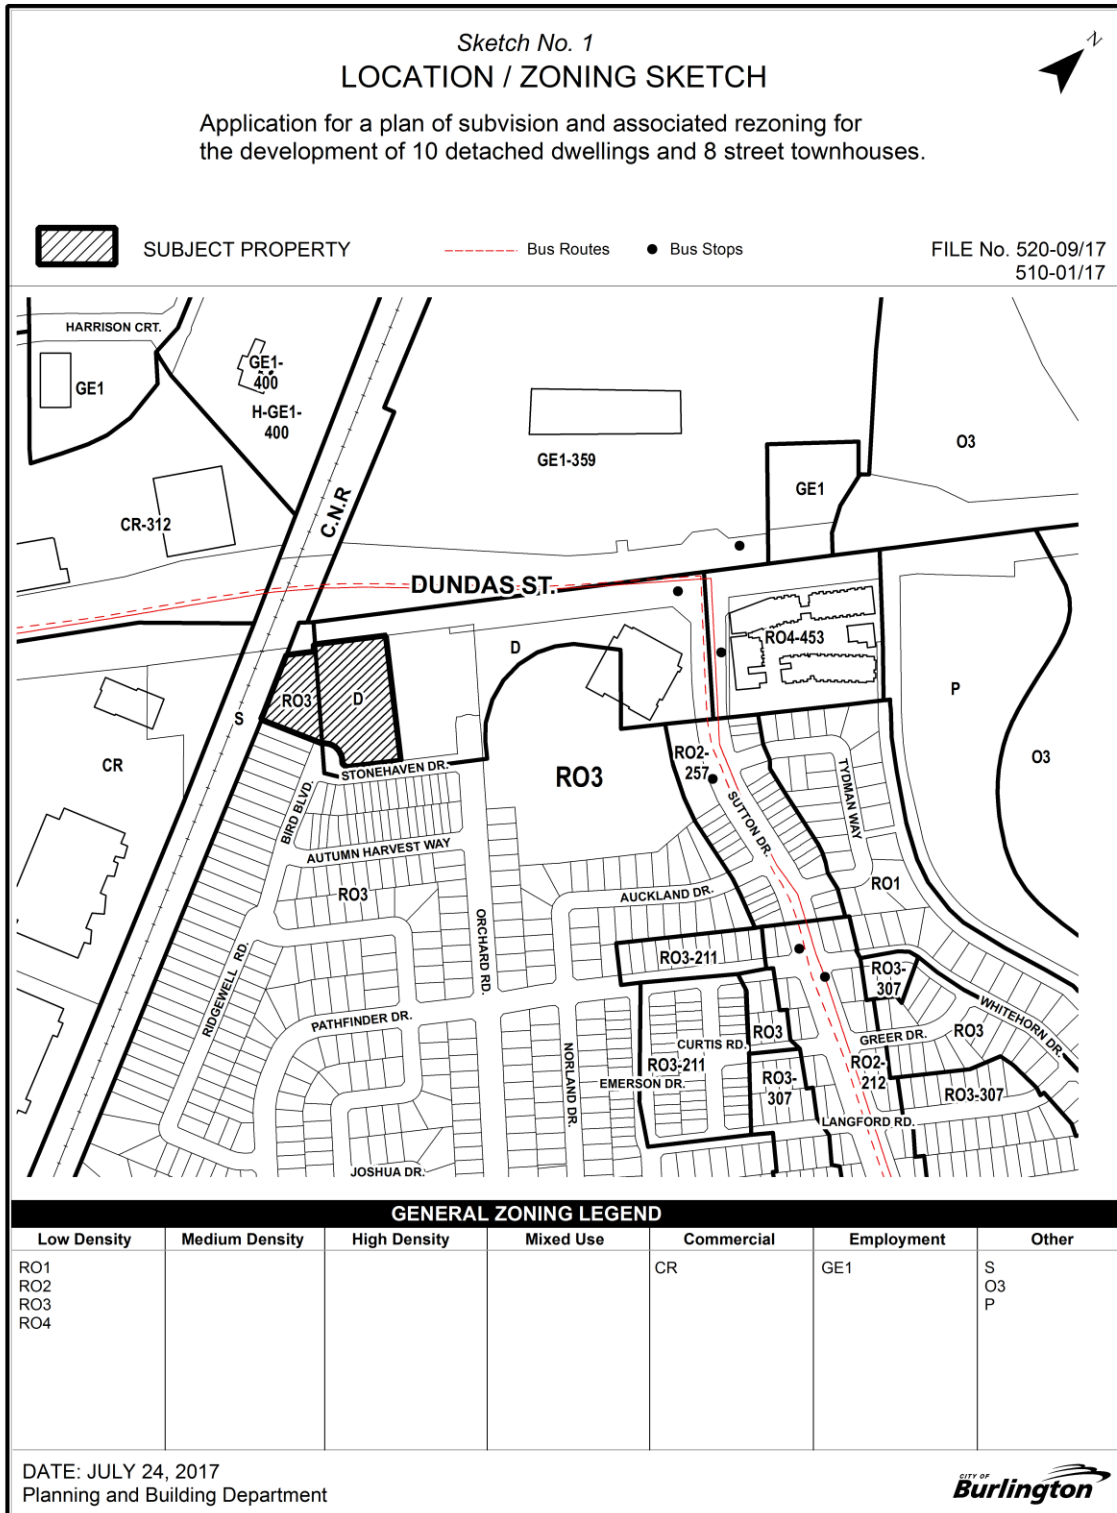 Sketch No. 1
N
LOCATION / ZONING SKETCH
Application for a plan of subvision and associated rezoning for
the development of 10 detached dwellings and 8 street townhouses.
SUBJECT PROPERTY
Bus Routes
Bus Stops
FILE No. 520-09/17
510-01/17
HARRISON CRT.
GE1
GE1-
400
H-GE1-
400
C.N.R
GE1-359
GE1
O3
CR-312
DUNDAS ST.
RO4-453
D
RO3
D
S
P
CR
O3
STONEHAVEN DR.
RO3
RO2-
257
TYDMAN WAY
SUTTON DR.
BIRD BLVD.
AUTUMN HARVEST WAY
RO3
AUCKLAND DR.
RO1
ORCHARD RD.
RIDGEWELL RD.
RO3-211
RO3-
307
WHITEHORN DR.
PATHFINDER DR.
RO3
CURTIS RD.
GREER DR.
RO3
NORLAND DR.
RO3-211
EMERSON DR.
RO3-
307
RO2-
212
RO3-307
LANGFORD RD.
JOSHUA DR.
GENERAL ZONING LEGEND
Low Density Medium Density High Density Mixed Use Commercial Employment Other
RO1 CR GE1 S
RO2 O3
RO3 P
RO4
DATE: JULY 24, 2017
Planning and Building Department
CITY OF
Burlington